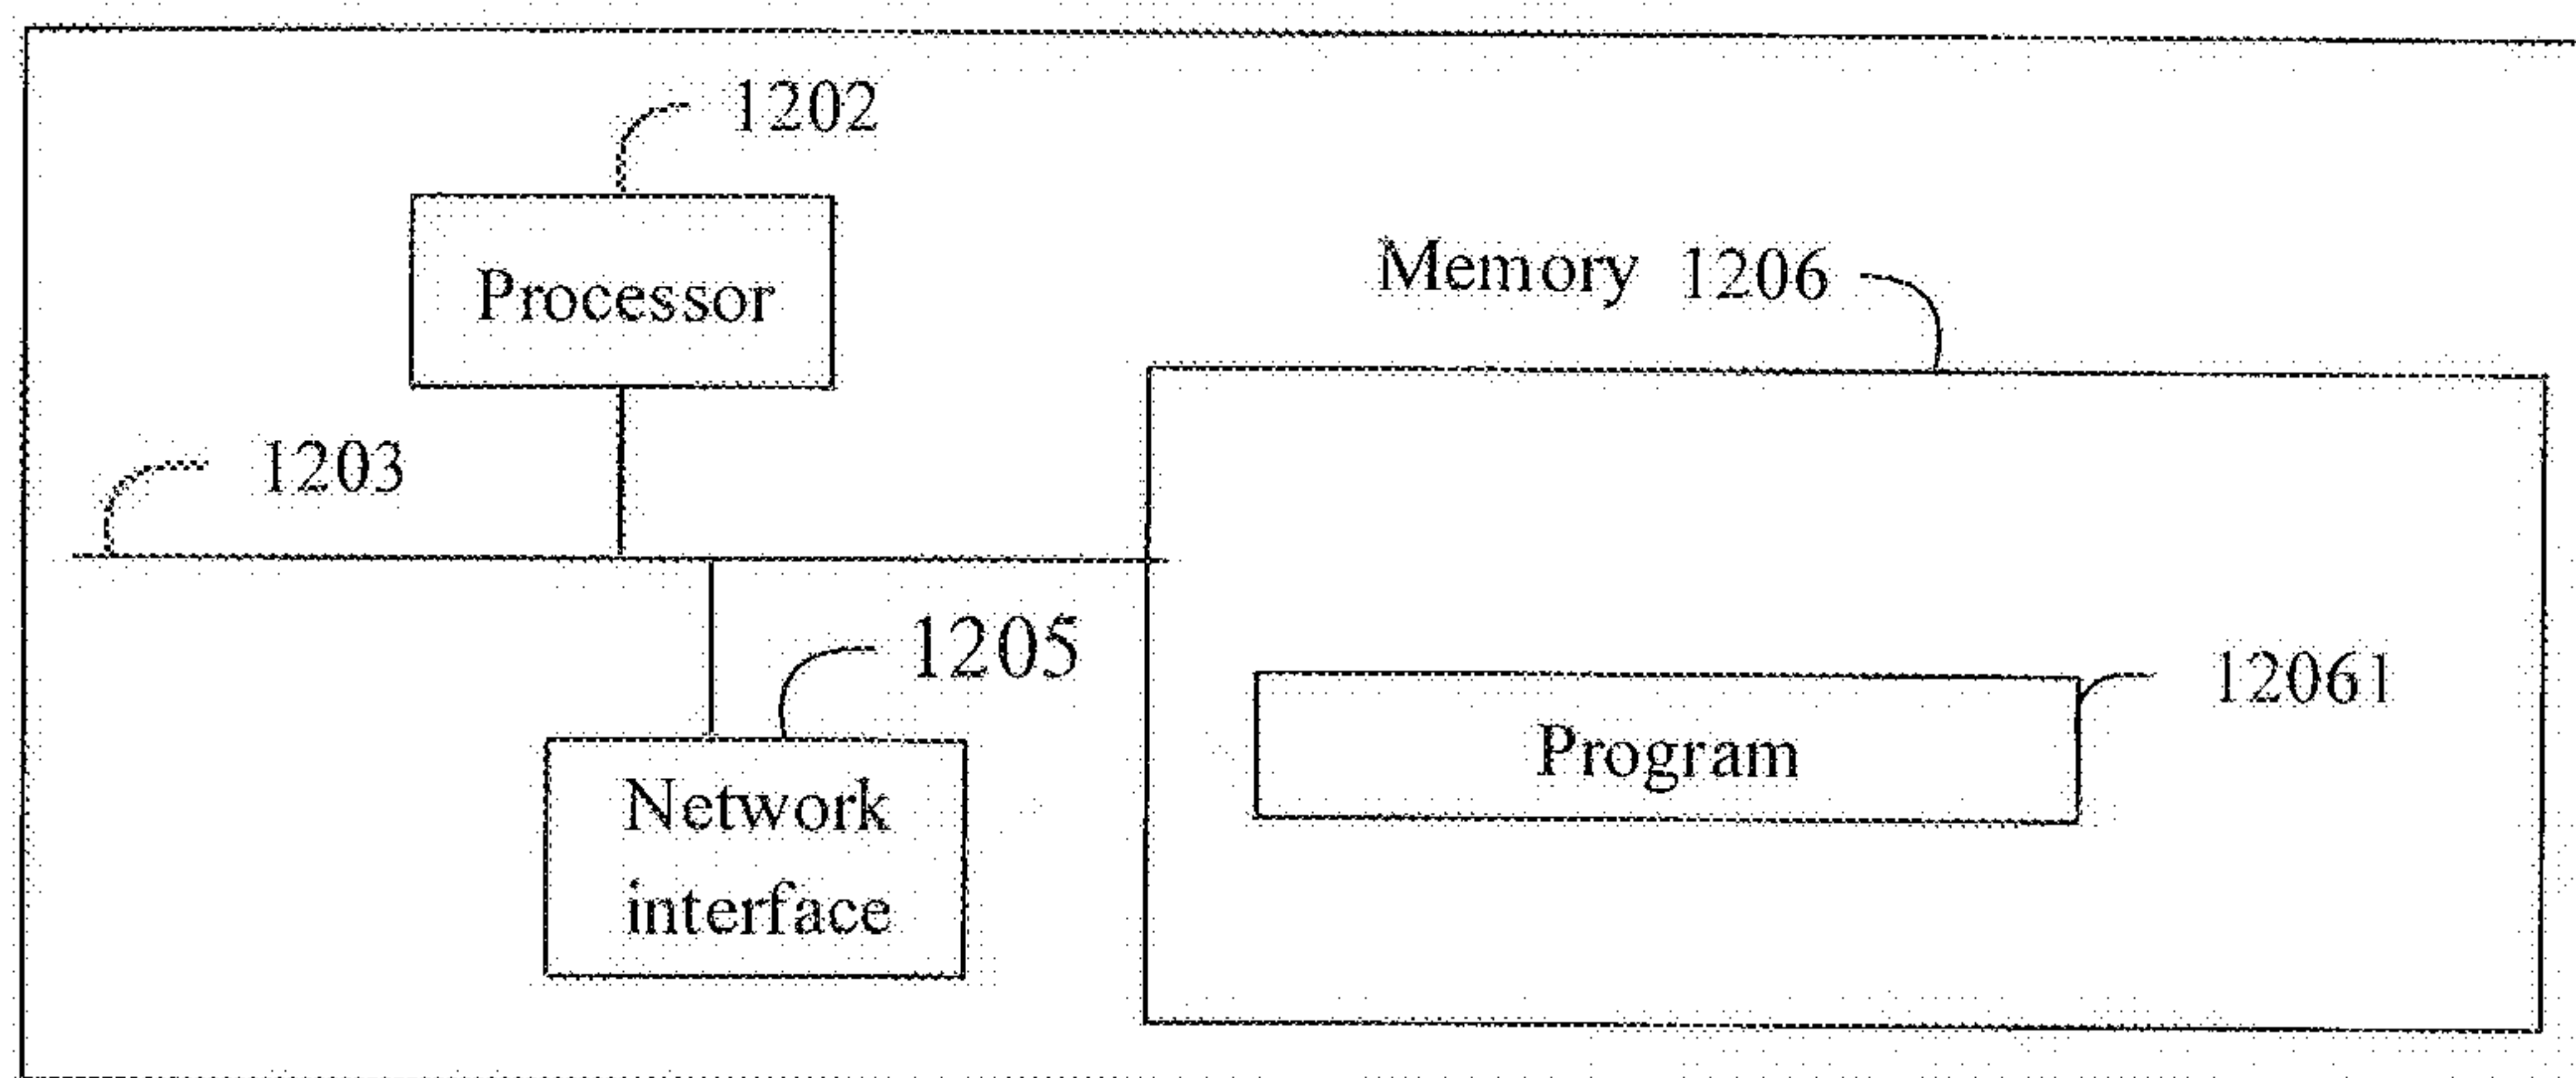 1202
Processor
Memory 1206
1203
1205
12061
Program
Network
interface